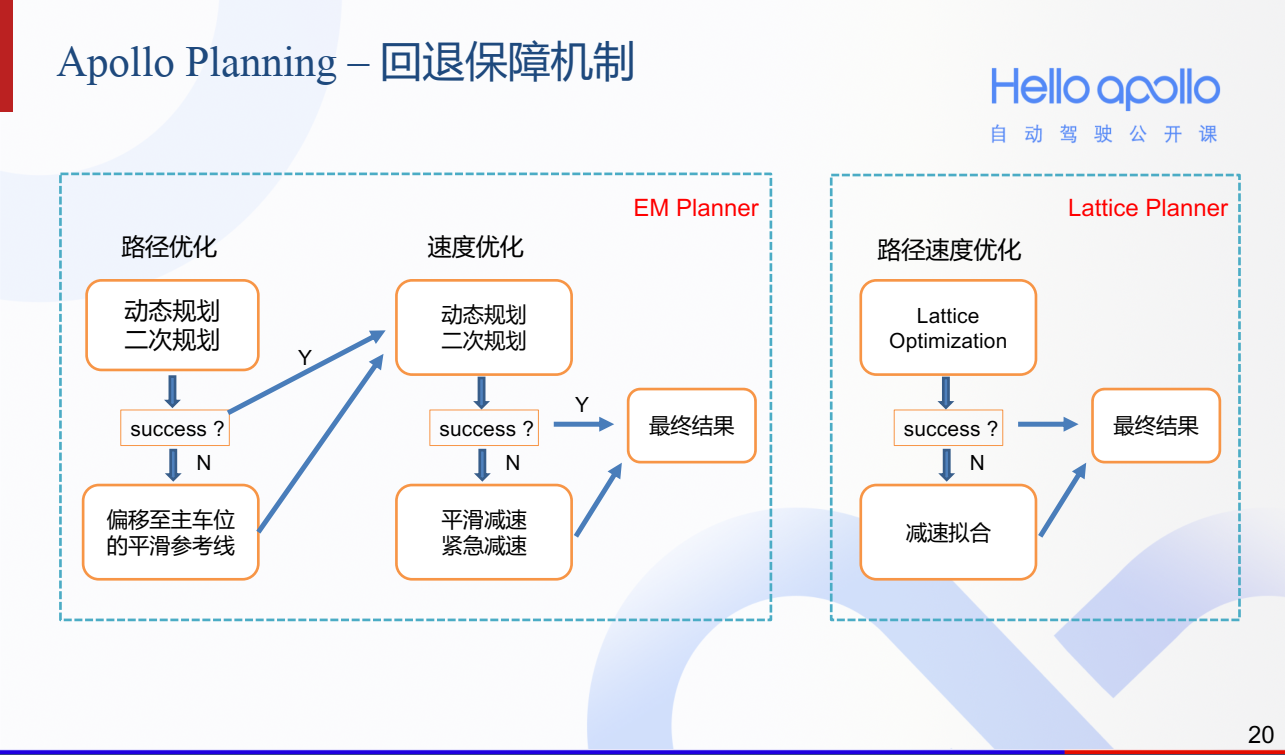 Apollo Planning – 回退保障机制
Hello apollo
自动驾驶公开课
EM Planner
路径优化
速度优化
动态规划
二次规划
动态规划
二次规划
Y
success ?
success ?
Y
最终结果
N
N
偏移至主车位
的平滑参考线
平滑减速
紧急减速
Lattice Planner
路径速度优化
Lattice
Optimization
success ?
最终结果
N
减速拟合
20